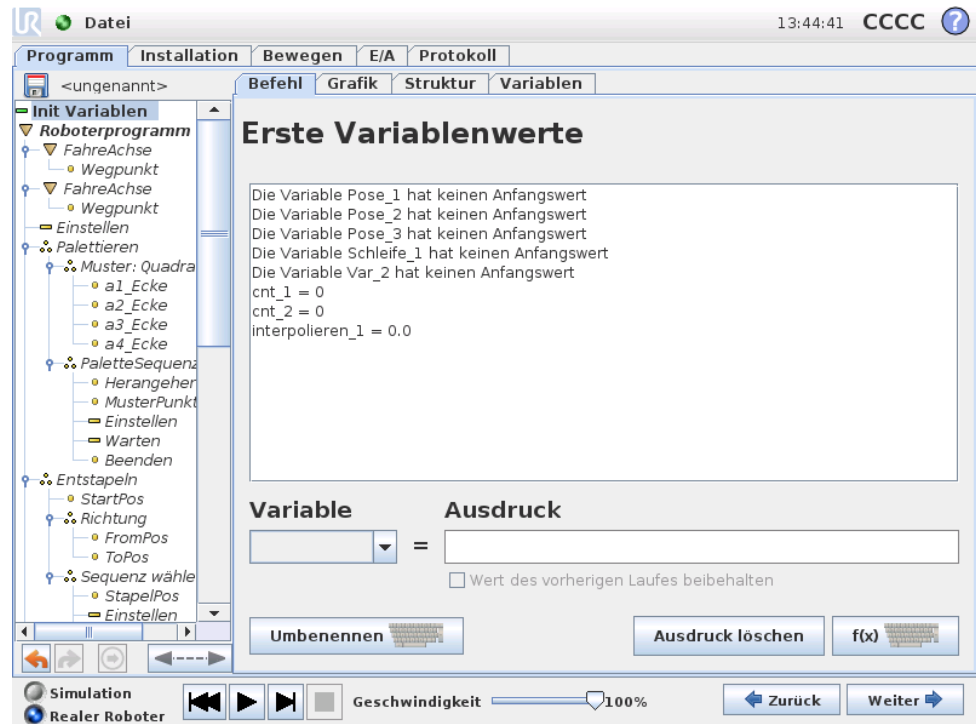 UR Datei 13:44:41 CCCC ?
Programm Installation Bewegen E/A Protokoll
<ungenannt>
Befehl Grafik Struktur Variablen
Init Variablen
Roboterprogramm
FahreAchse
Wegpunkt
FahreAchse
Wegpunkt
Einstellen
Palettieren
Muster: Quadra
a1_Ecke
a2_Ecke
a3_Ecke
a4_Ecke
PaletteSequenz
Herangehen
MusterPunkt
Einstellen
Warten
Beenden
Entstapeln
StartPos
Richtung
FromPos
ToPos
Sequenz wähle
StapelPos
Einstellen
Erste Variablenwerte
Die Variable Pose_1 hat keinen Anfangswert
Die Variable Pose_2 hat keinen Anfangswert
Die Variable Pose_3 hat keinen Anfangswert
Die Variable Schleife_1 hat keinen Anfangswert
Die Variable Var_2 hat keinen Anfangswert
cnt_1 = 0
cnt_2 = 0
interpolieren_1 = 0.0
Variable Ausdruck
=
Wert des vorherigen Laufes beibehalten
Umbenennen Ausdruck löschen f(x)
Simulation
Realer Roboter
Geschwindigkeit 100% Zurück Weiter